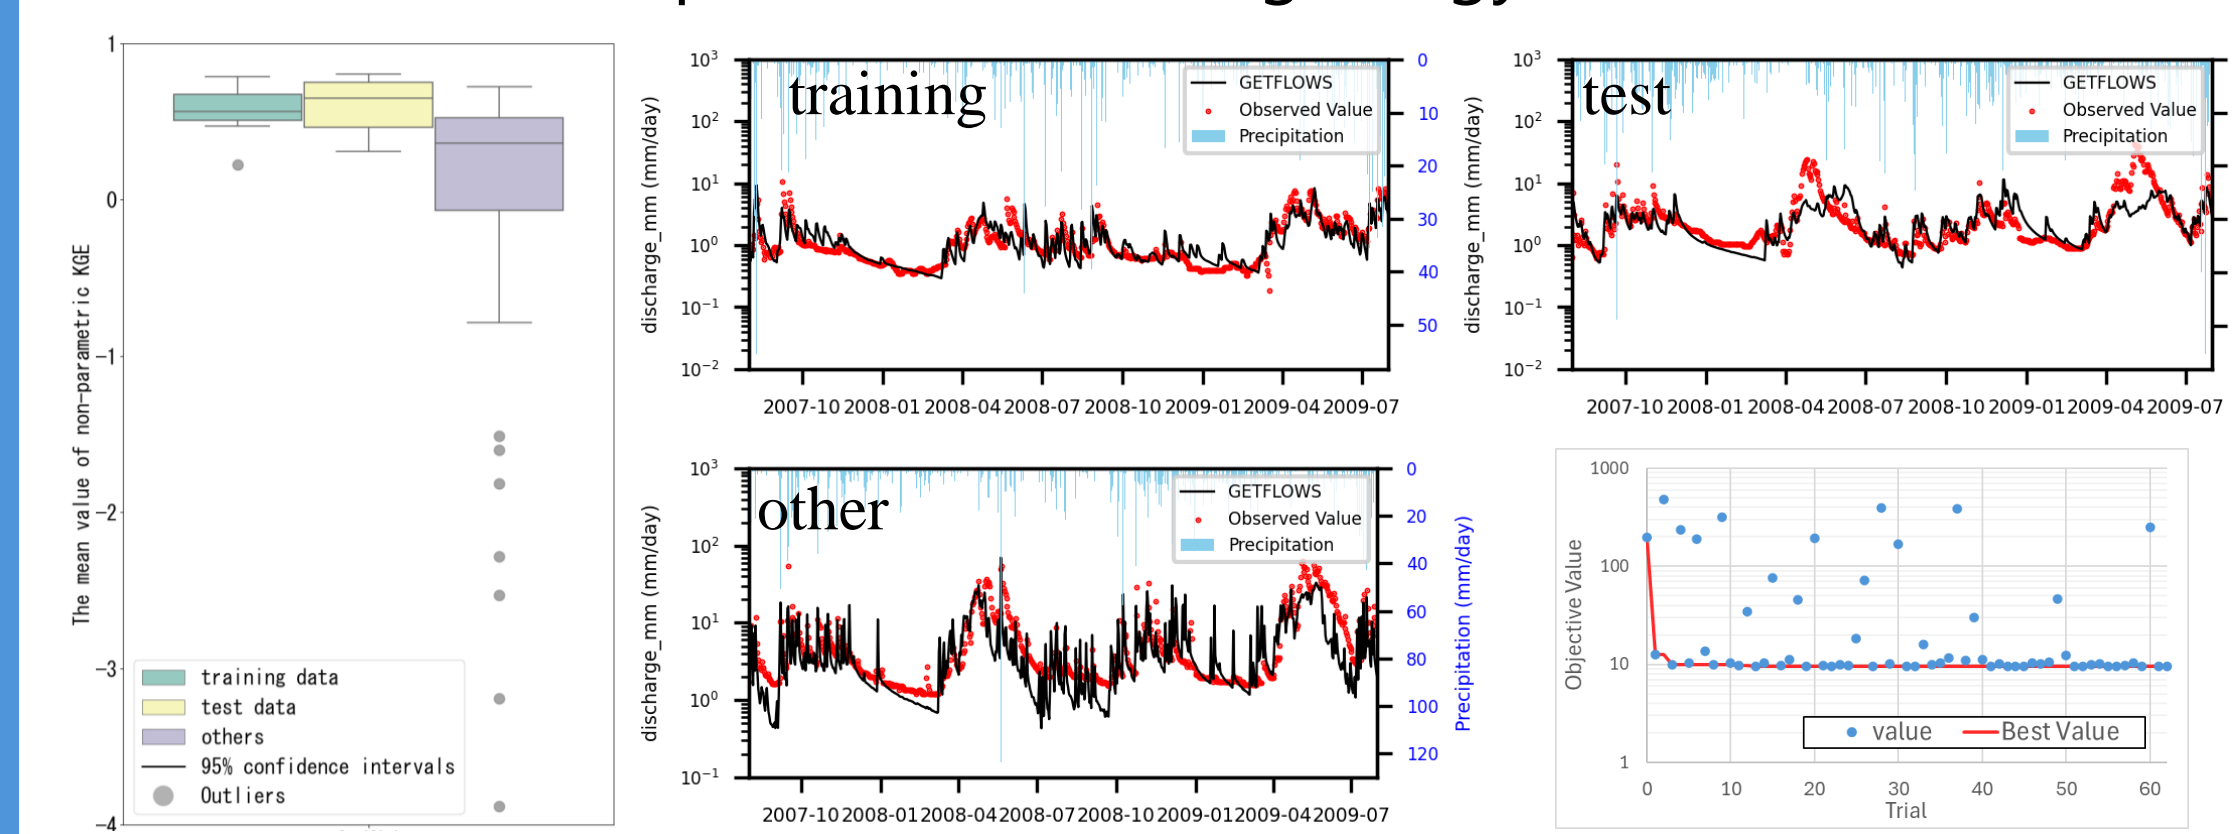 1
0
−1
−2
−3
−4
The mean value of non-parametric KGE
training data
test data
others
95% confidence intervals
Outliers
training
GETFLOWS
Observed Value
Precipitation
discharge_mm (mm/day)
10³
10²
10¹
10⁰
10⁻¹
10⁻²
0
10
20
30
40
50
2007-10 2008-01 2008-04 2008-07 2008-10 2009-01 2009-04 2009-07
test
GETFLOWS
Observed Value
Precipitation
discharge_mm (mm/day)
10³
10²
10¹
10⁰
10⁻¹
10⁻²
2007-10 2008-01 2008-04 2008-07 2008-10 2009-01 2009-04 2009-07
other
GETFLOWS
Observed Value
Precipitation
discharge_mm (mm/day)
10³
10²
10¹
10⁰
10⁻¹
0
20
40
60
80
100
120
Precipitation (mm/day)
2007-10 2008-01 2008-04 2008-07 2008-10 2009-01 2009-04 2009-07
1000
100
10
1
Objective Value
value Best Value
0 10 20 30 40 50 60
Trial